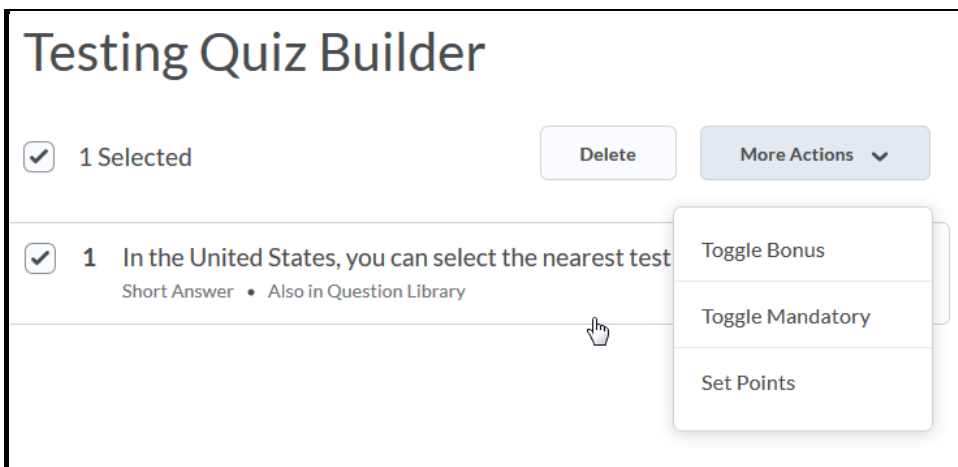 Testing Quiz Builder
1 Selected
Delete
More Actions
1 In the United States, you can select the nearest test
Short Answer • Also in Question Library
Toggle Bonus
Toggle Mandatory
Set Points